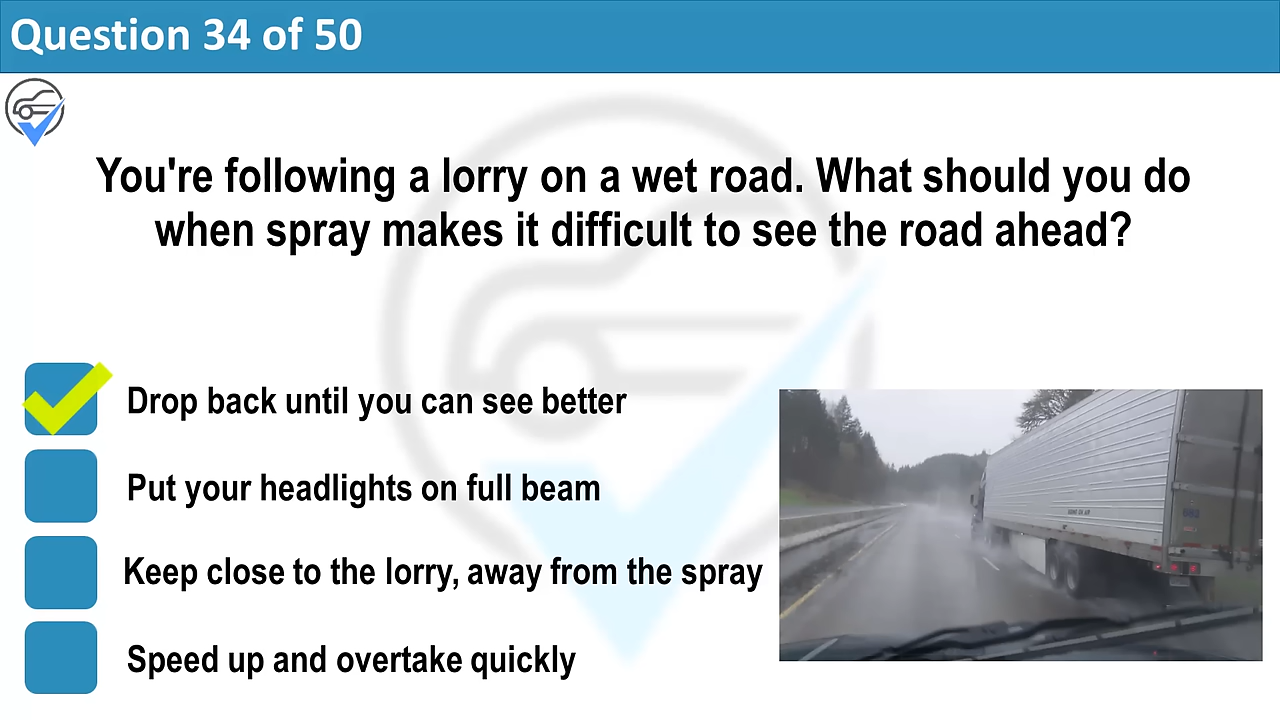 Question 34 of 50
You're following a lorry on a wet road. What should you do
when spray makes it difficult to see the road ahead?
Drop back until you can see better
Put your headlights on full beam
Keep close to the lorry, away from the spray
Speed up and overtake quickly